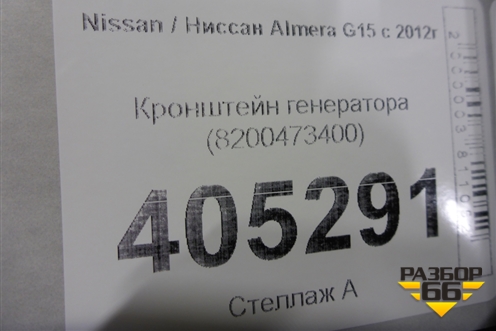 Nissan / Ниссан Almera G15 с 2012г
Кронштейн генератора
(8200473400)
405291
Стеллаж А
РАЗБОР
66